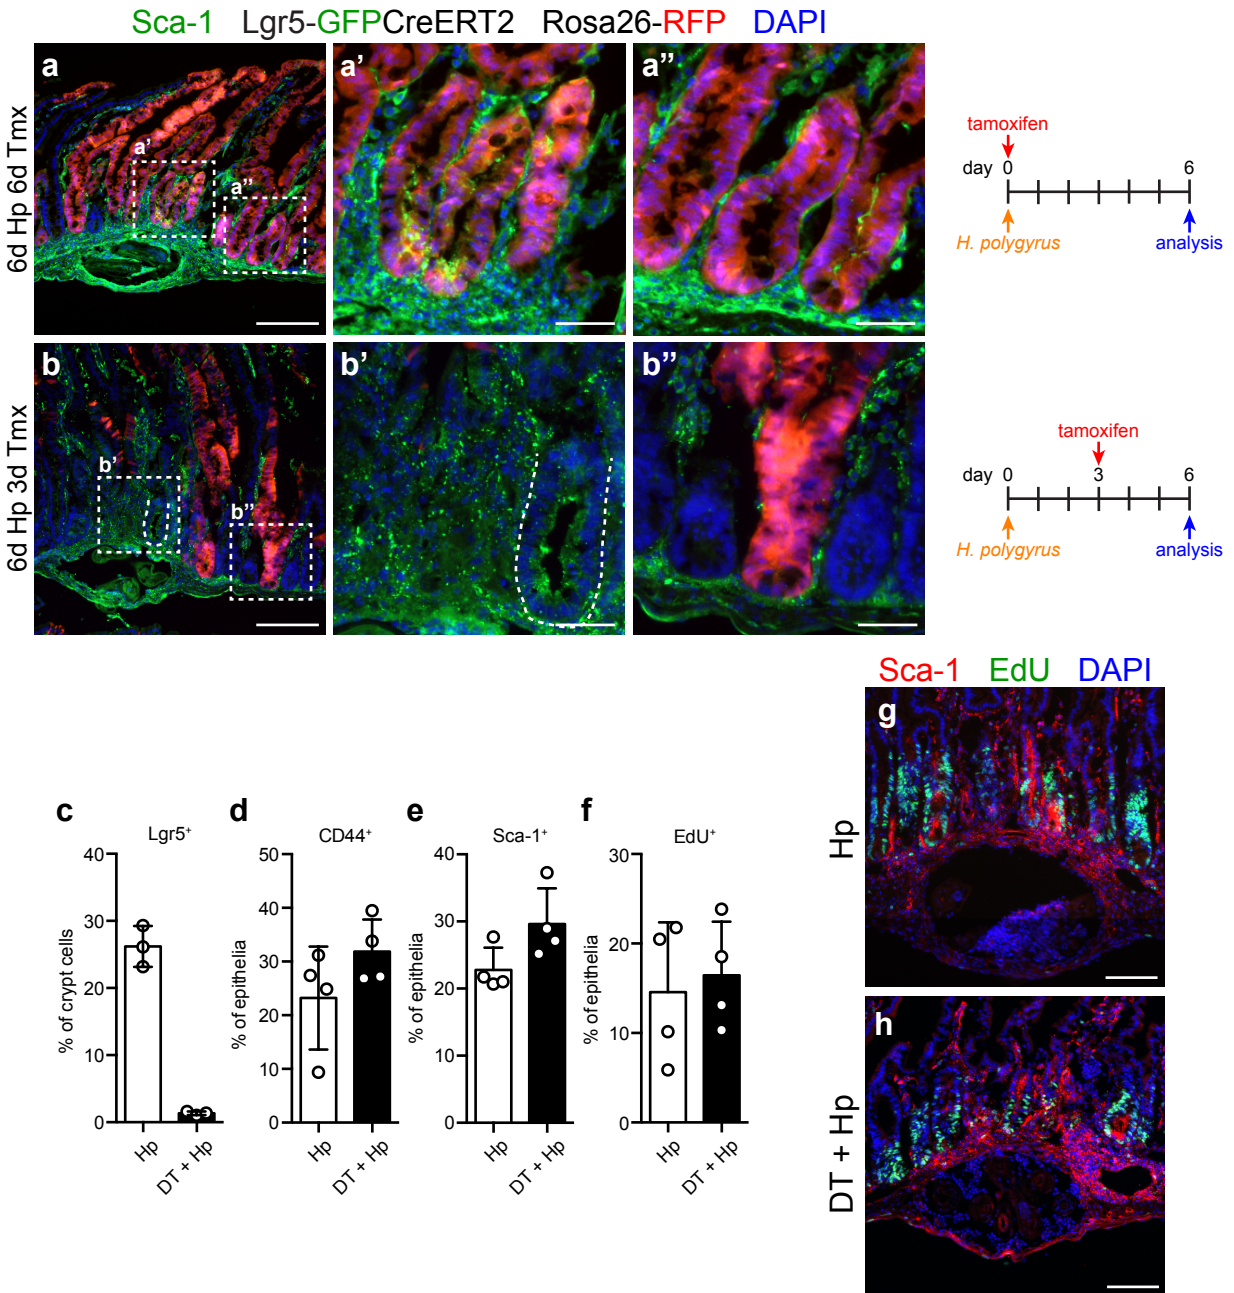 Sca-1 Lgr5-GFPCreERT2 Rosa26-RFP DAPI
6d Hp 6d Tmx
a
a'
a''
a'
a''
tamoxifen
day 0 6
H. polygyrus analysis
6d Hp 3d Tmx
b
b'
b''
b'
b''
tamoxifen
day 0 3 6
H. polygyrus analysis
c
Lgr5+
% of crypt cells
40
30
20
10
0
Hp
DT + Hp
d
CD44+
% of epithelia
50
40
30
20
10
0
Hp
DT + Hp
e
Sca-1+
% of epithelia
40
30
20
10
0
Hp
DT + Hp
f
EdU+
% of epithelia
30
20
10
0
Hp
DT + Hp
Sca-1 EdU DAPI
g
Hp
h
DT + Hp